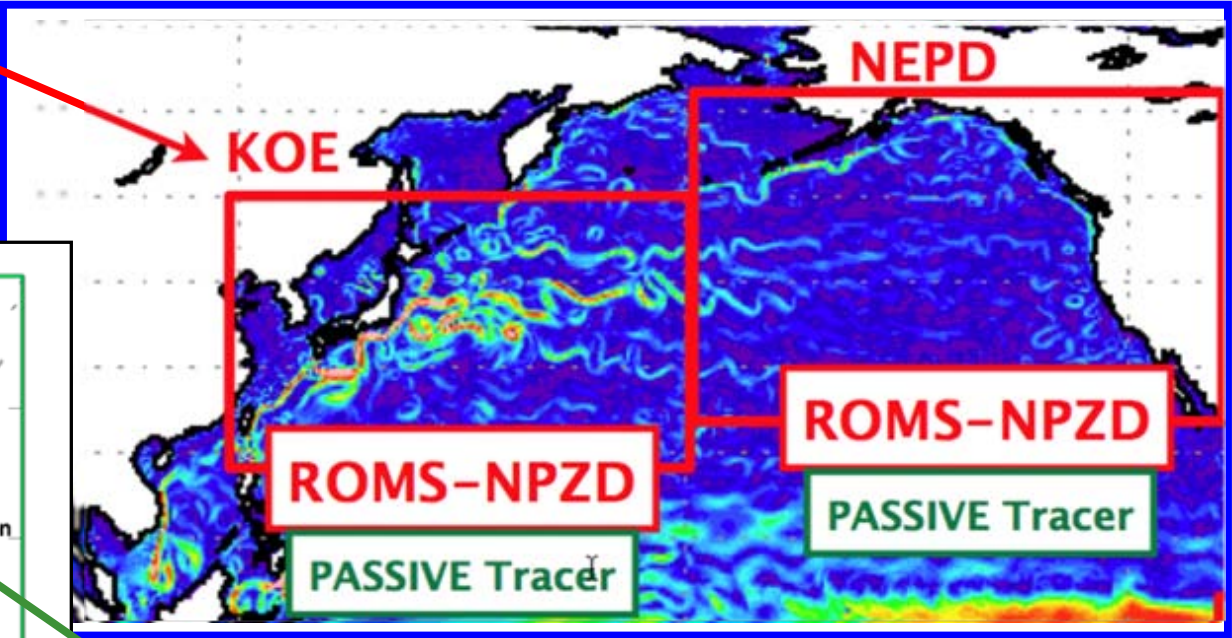 NEPD
KOE
ROMS-NPZD
ROMS-NPZD
PASSIVE Tracer
PASSIVE Tracer
n